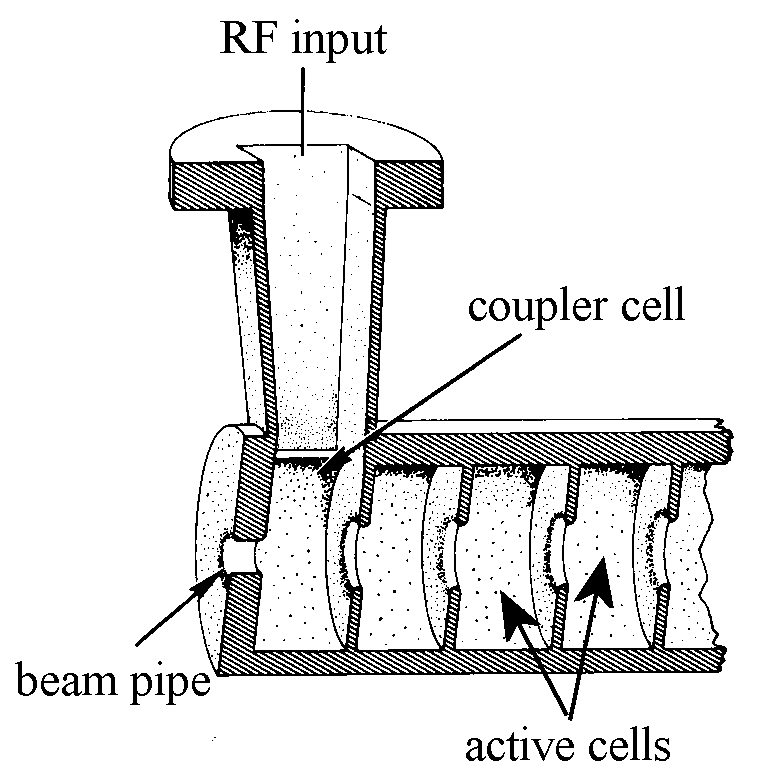 RF input
coupler cell
beam pipe
active cells